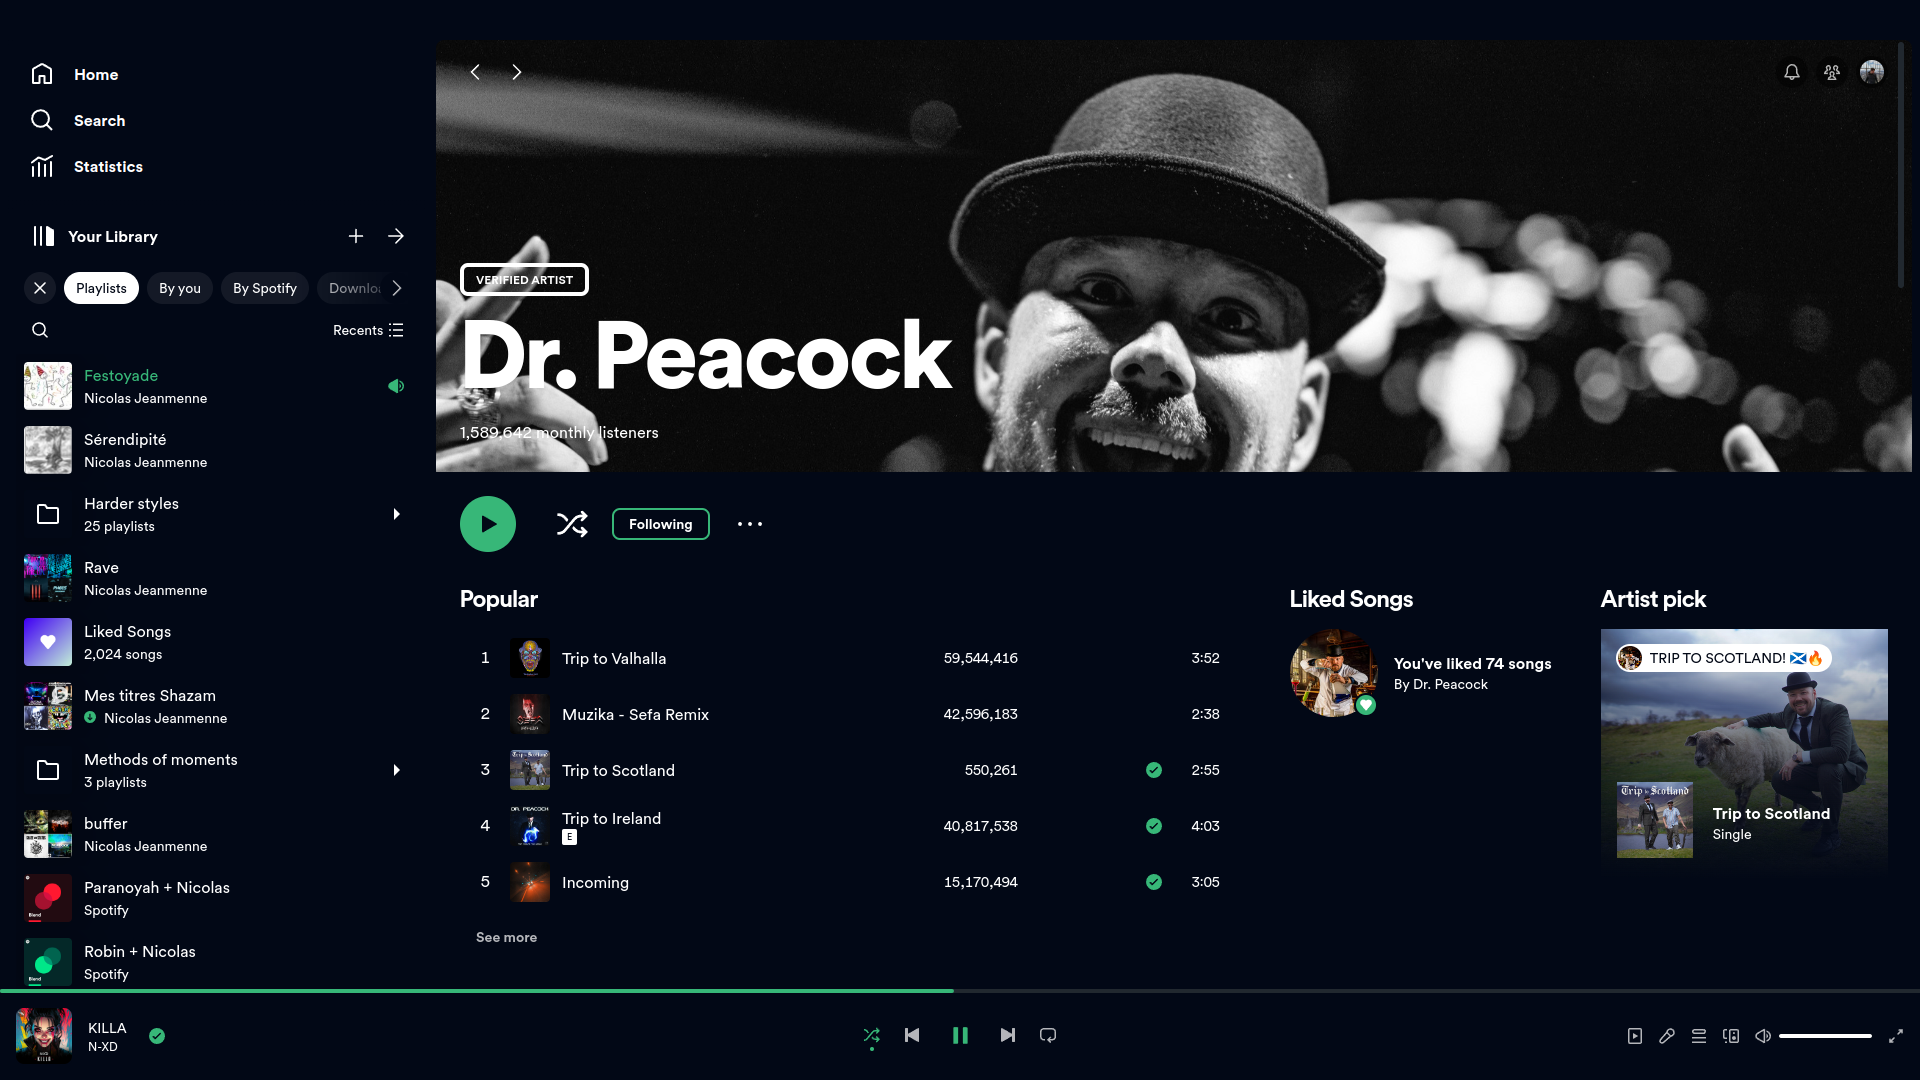 Home
Search
Statistics
Your Library
Playlists
By you
By Spotify
Recents
Festoyade
Nicolas Jeanmenne
Sérendipité
Nicolas Jeanmenne
Harder styles
25 playlists
Rave
Nicolas Jeanmenne
Liked Songs
2,024 songs
Mes titres Shazam
Nicolas Jeanmenne
Methods of moments
3 playlists
buffer
Nicolas Jeanmenne
Paranoyah + Nicolas
Spotify
Robin + Nicolas
Spotify
VERIFIED ARTIST
Dr. Peacock
1,589,642 monthly listeners
Following
Popular
1 Trip to Valhalla 59,544,416 3:52
2 Muzika - Sefa Remix 42,596,183 2:38
3 Trip to Scotland 550,261 2:55
4 Trip to Ireland 40,817,538 4:03
E
5 Incoming 15,170,494 3:05
See more
Liked Songs
You've liked 74 songs
By Dr. Peacock
Artist pick
TRIP TO SCOTLAND! 🏴󠁧󠁢󠁳󠁣󠁴󠁿🔥
Trip to Scotland
Trip to Scotland
Single
KILLA
N-XD